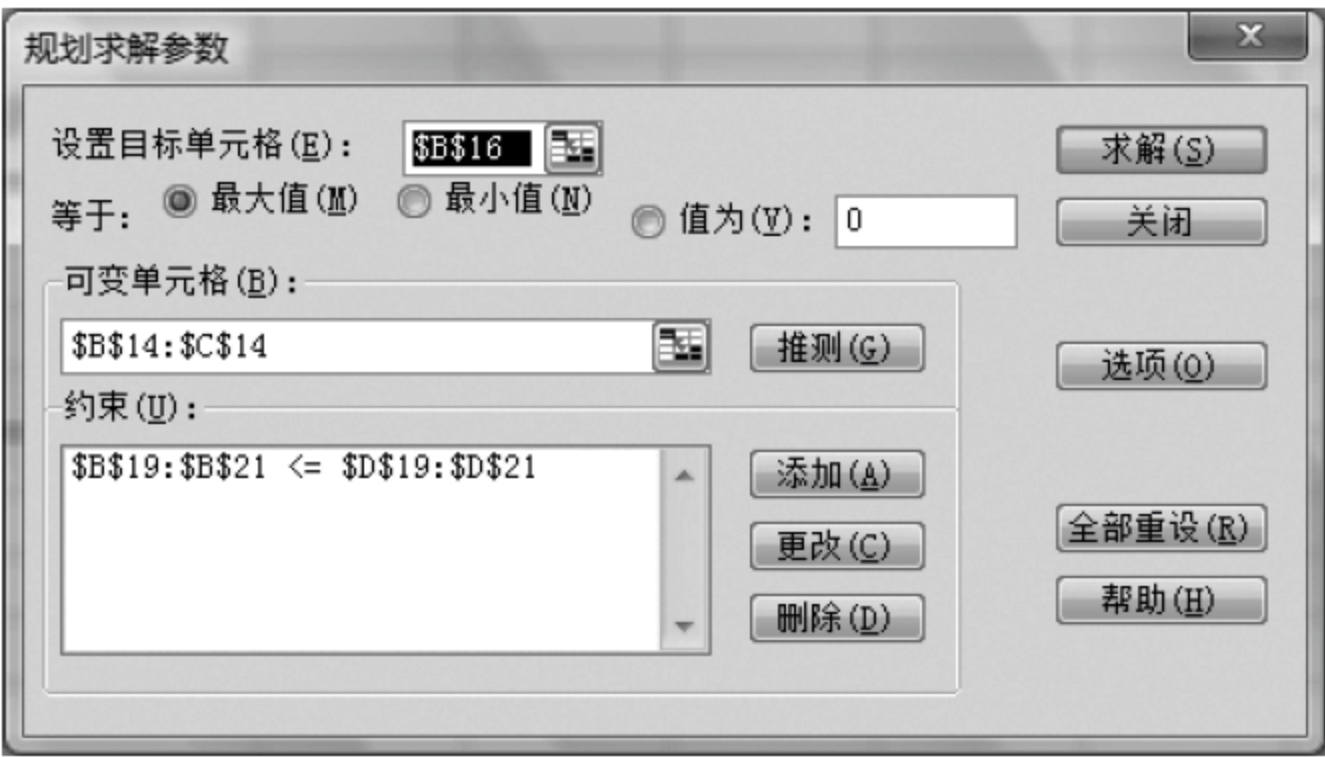 规划求解参数
设置目标单元格(E): $B$16 求解(S)
等于: 最大值(M) 最小值(N) 值为(V): 0 关闭
可变单元格(B):
$B$14:$C$14 推测(G) 选项(O)
约束(U):
$B$19:$B$21 <= $D$19:$D$21 添加(A)
更改(C) 全部重设(R)
删除(D) 帮助(H)